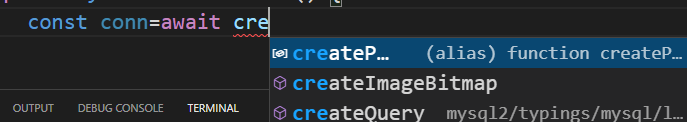 const conn=await cre
createP… (alias) function createP…
createImageBitmap
createQuery mysql2/typings/mysql/l…
OUTPUT DEBUG CONSOLE TERMINAL